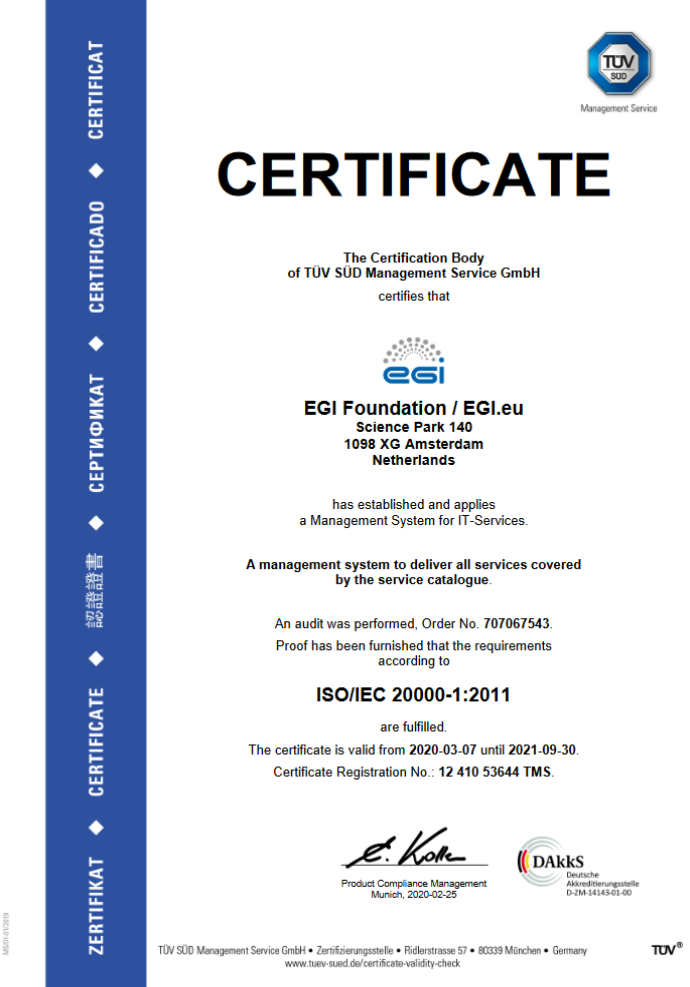 TÜV
SÜD
Management Service
CERTIFICATE
The Certification Body
of TÜV SÜD Management Service GmbH
certifies that
egi
EGI Foundation / EGI.eu
Science Park 140
1098 XG Amsterdam
Netherlands
has established and applies
a Management System for IT-Services.
A management system to deliver all services covered
by the service catalogue.
An audit was performed, Order No. 707067543.
Proof has been furnished that the requirements
according to
ISO/IEC 20000-1:2011
are fulfilled.
The certificate is valid from 2020-03-07 until 2021-09-30.
Certificate Registration No.: 12 410 53644 TMS.
Product Compliance Management
Munich, 2020-02-25
DAkkS
Deutsche
Akkreditierungsstelle
D-ZM-14143-01-00
ZERTIFIKAT ◆ CERTIFICATE ◆ 認證證書 ◆ СЕРТИФИКАТ ◆ CERTIFICADO ◆ CERTIFICAT
MS/01-01/2019
TÜV SÜD Management Service GmbH • Zertifizierungsstelle • Ridlerstrasse 57 • 80339 München • Germany
www.tuev-sued.de/certificate-validity-check
TÜV®